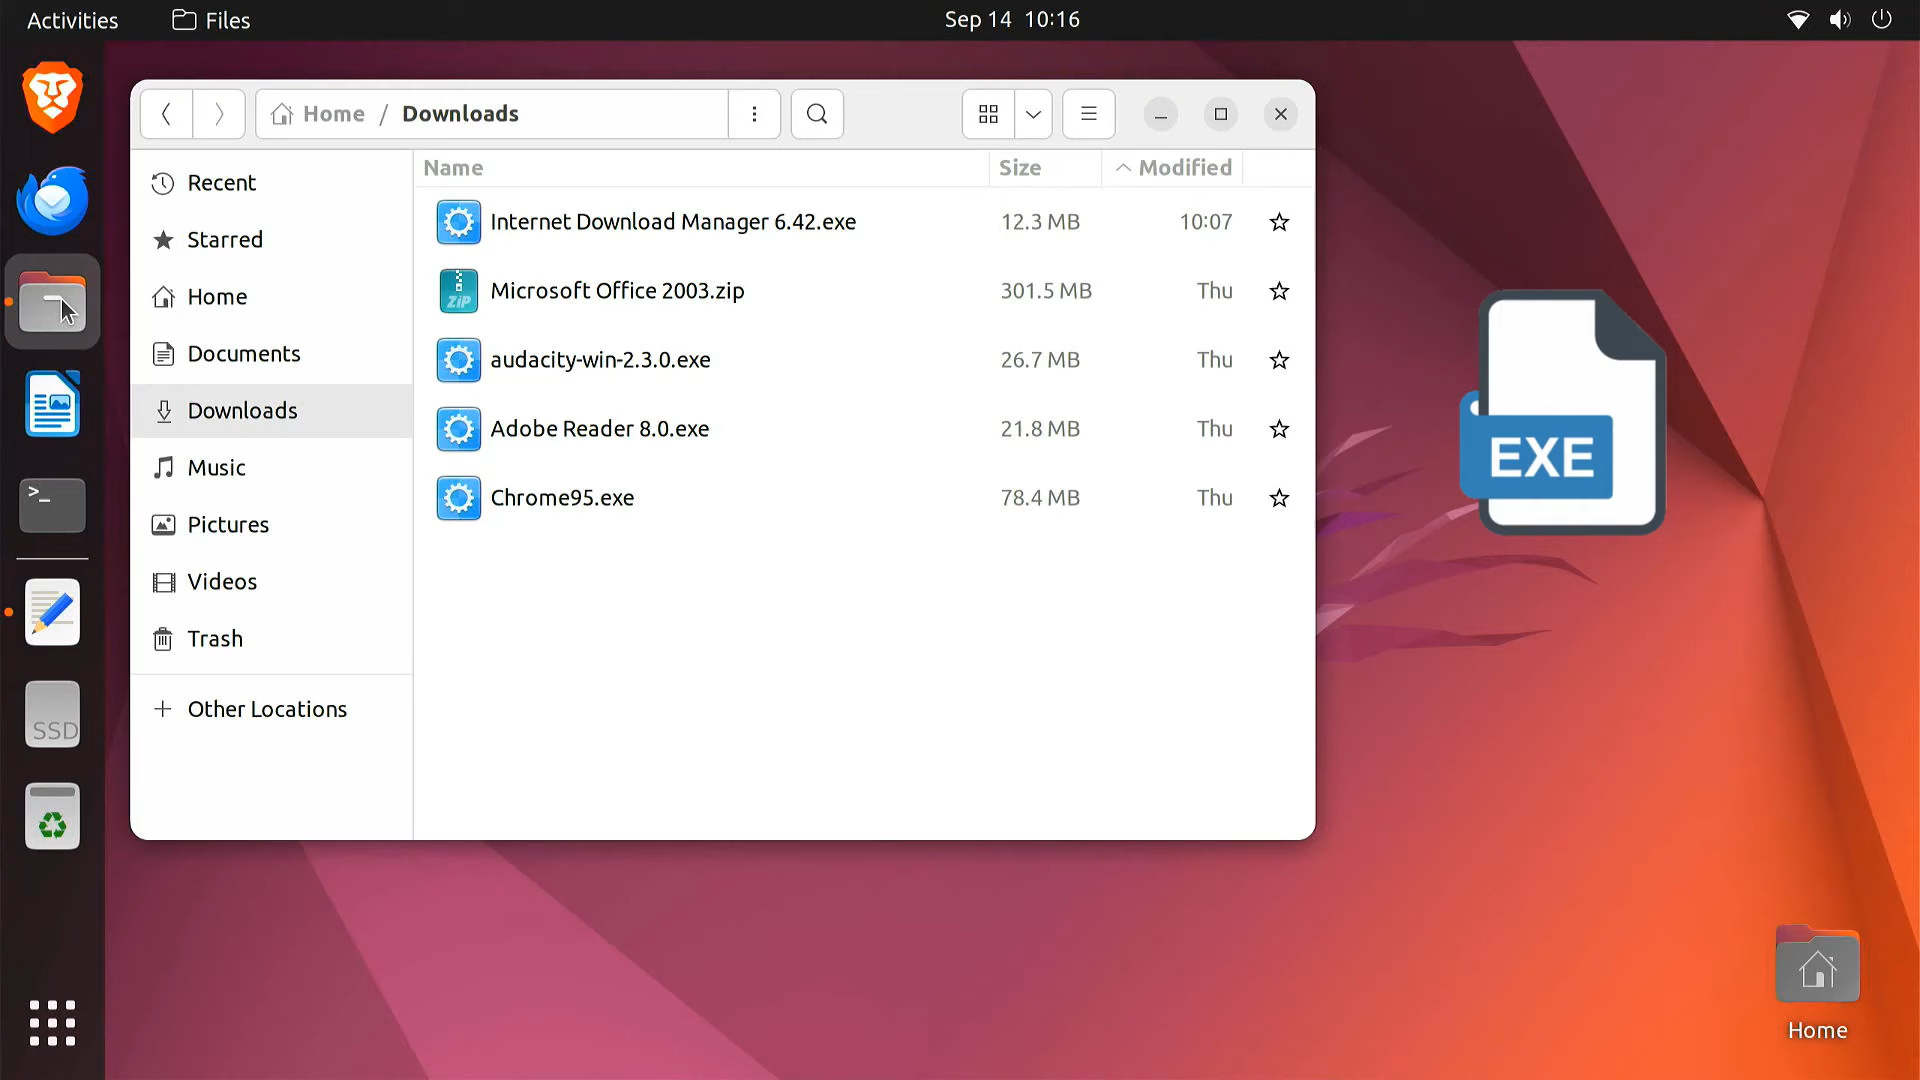 Activities Files Sep 14 10:16
Home / Downloads
Name Size Modified
Recent
Starred
Home
Documents
Downloads
Music
Pictures
Videos
Trash
Other Locations
Internet Download Manager 6.42.exe 12.3 MB 10:07
ZIP Microsoft Office 2003.zip 301.5 MB Thu
audacity-win-2.3.0.exe 26.7 MB Thu
Adobe Reader 8.0.exe 21.8 MB Thu
Chrome95.exe 78.4 MB Thu
EXE
>_
SSD
Home